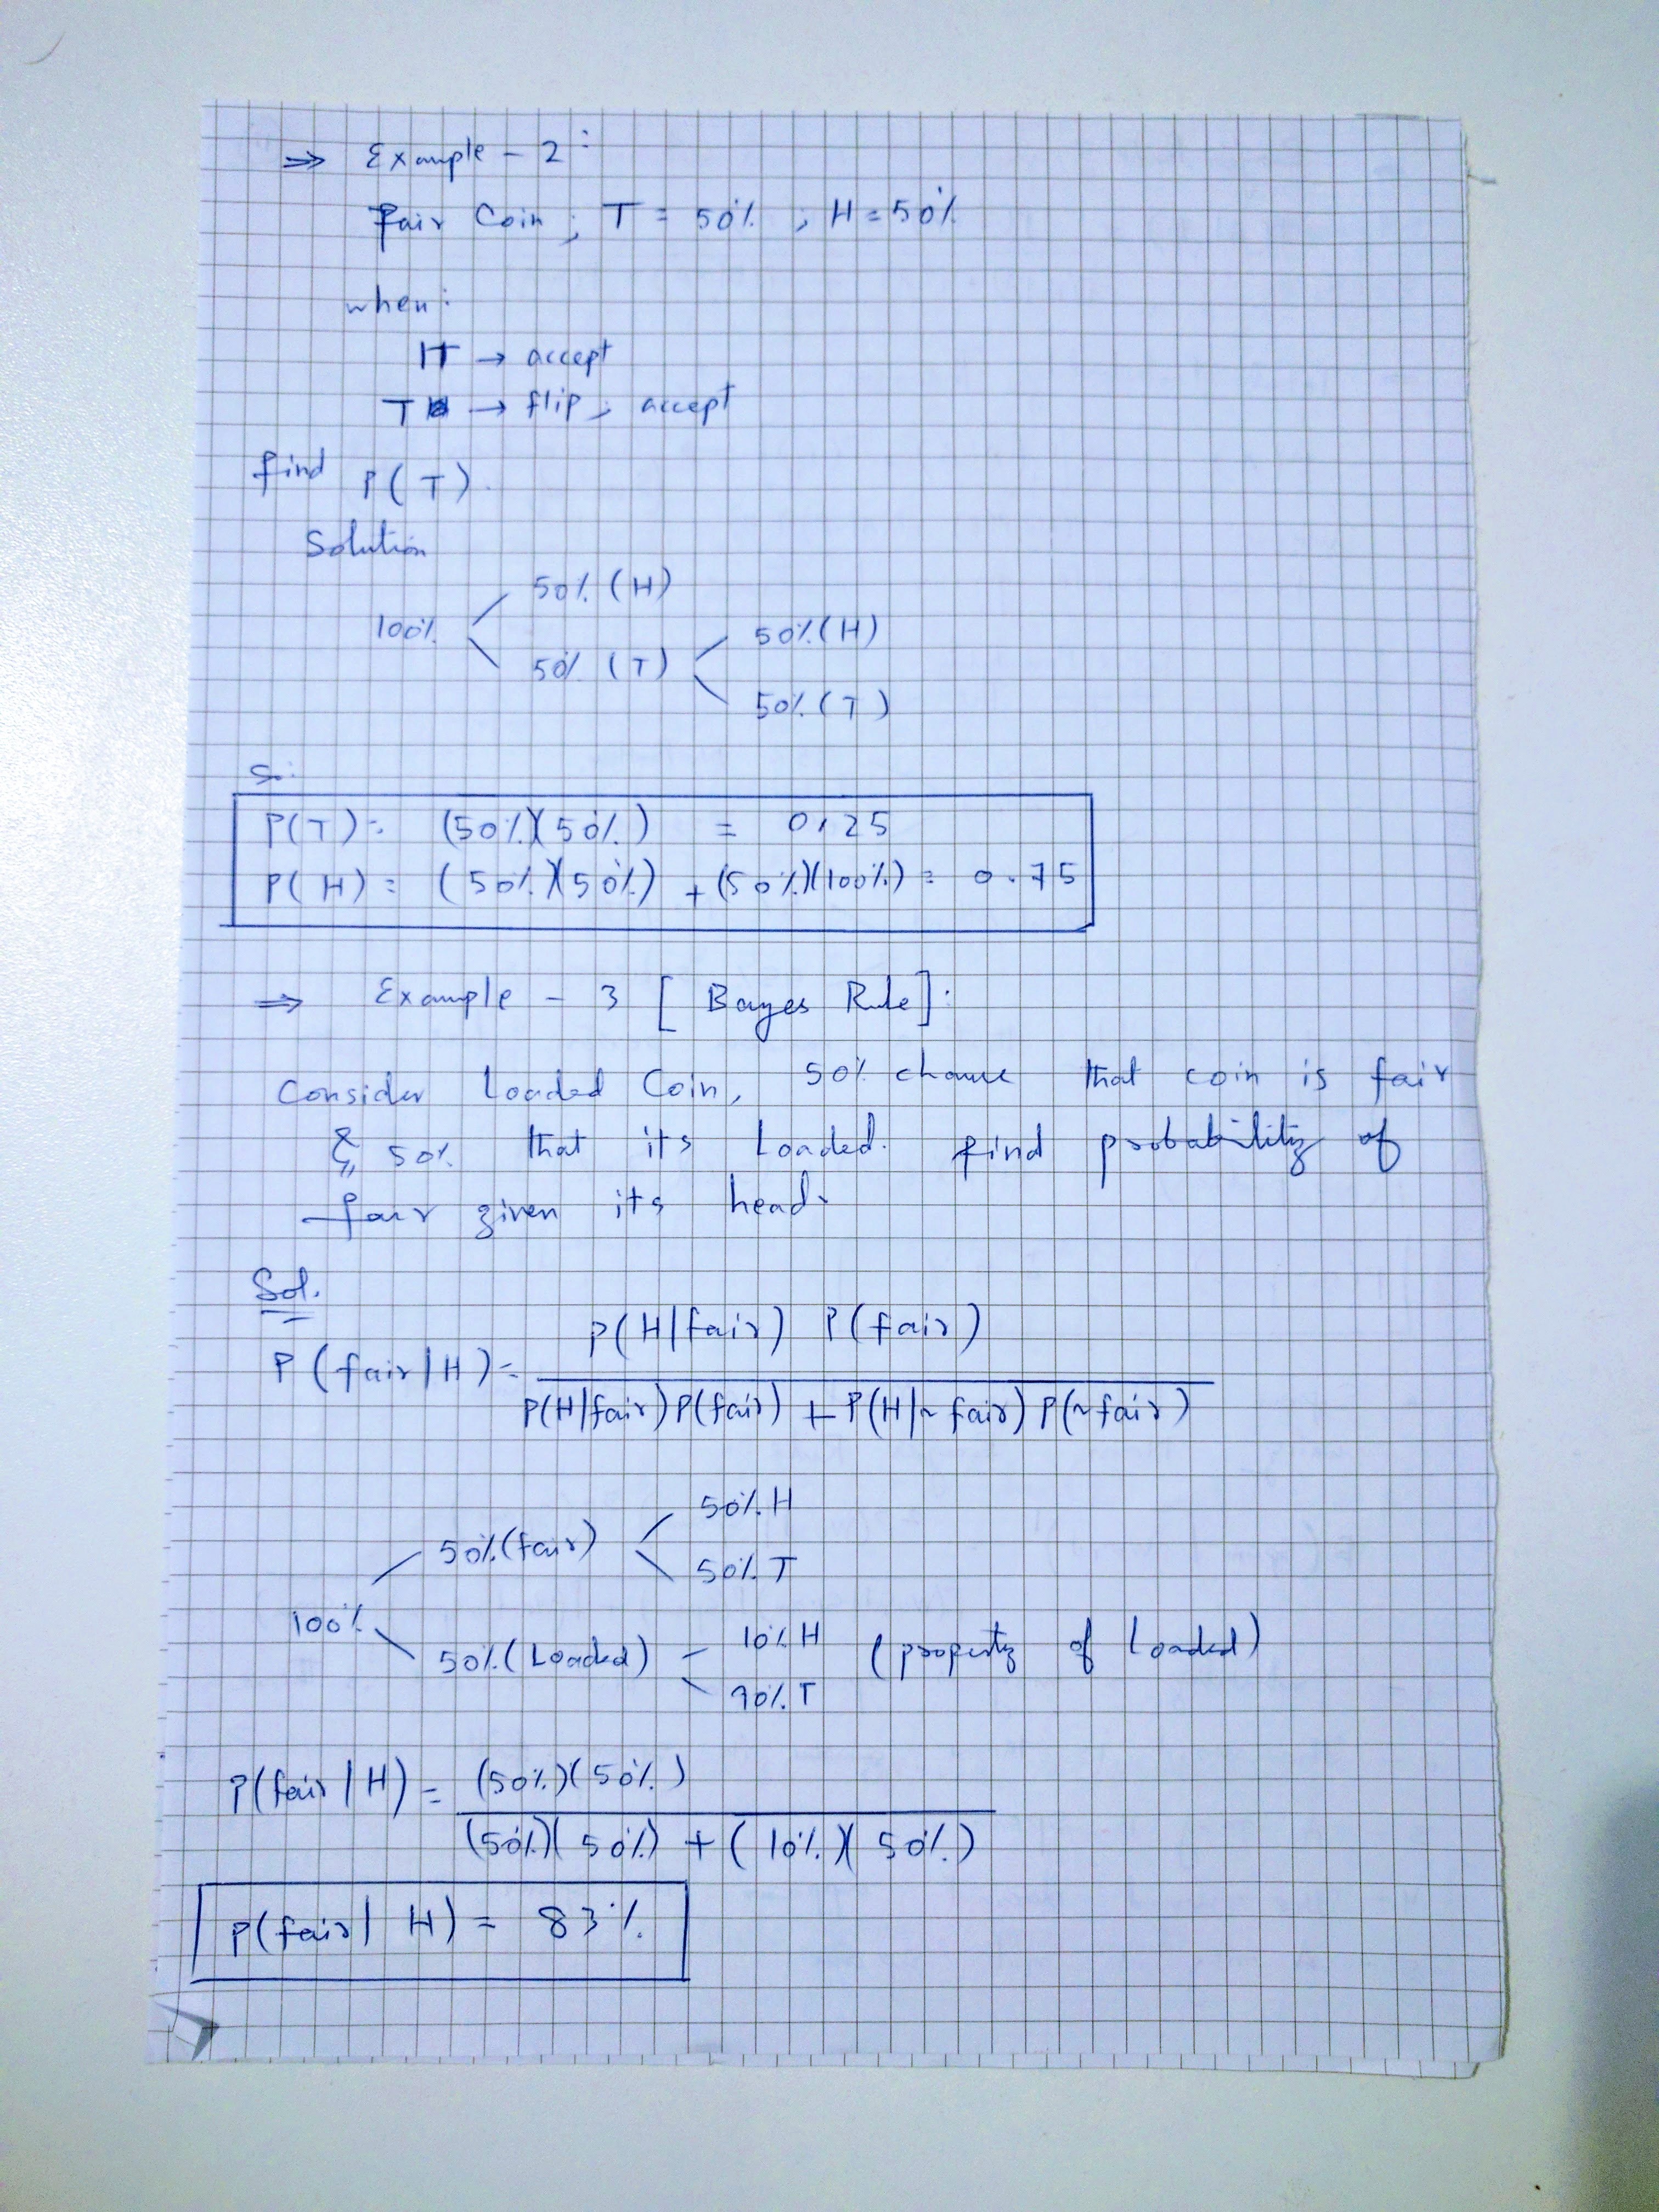 ⇒ Example - 2 :
Fair Coin ; T = 50% , H = 50%
when:
H → accept
T → flip, accept
find P(T).
Solution
50% (H)
100%
50% (H)
50% (T)
50% (T)
So:
P(T) = (50%)(50%) = 0.25
P(H) = (50%)(50%) + (50%)(100%) = 0.75
⇒ Example - 3 [ Bayes Rule ]:
Consider Loaded Coin, 50% chance that coin is fair
& 50% that its Loaded. find probability of
fair given its head.
Sol.
P(H|fair) P(fair)
P(fair|H) =
P(H|fair) P(fair) + P(H|~fair) P(~fair)
50% H
50% (fair)
50% T
100%
10% H (property of Loaded)
50% (Loaded)
90% T
P(fair|H) = (50%)(50%)
(50%)(50%) + (10%)(50%)
P(fair|H) = 83%